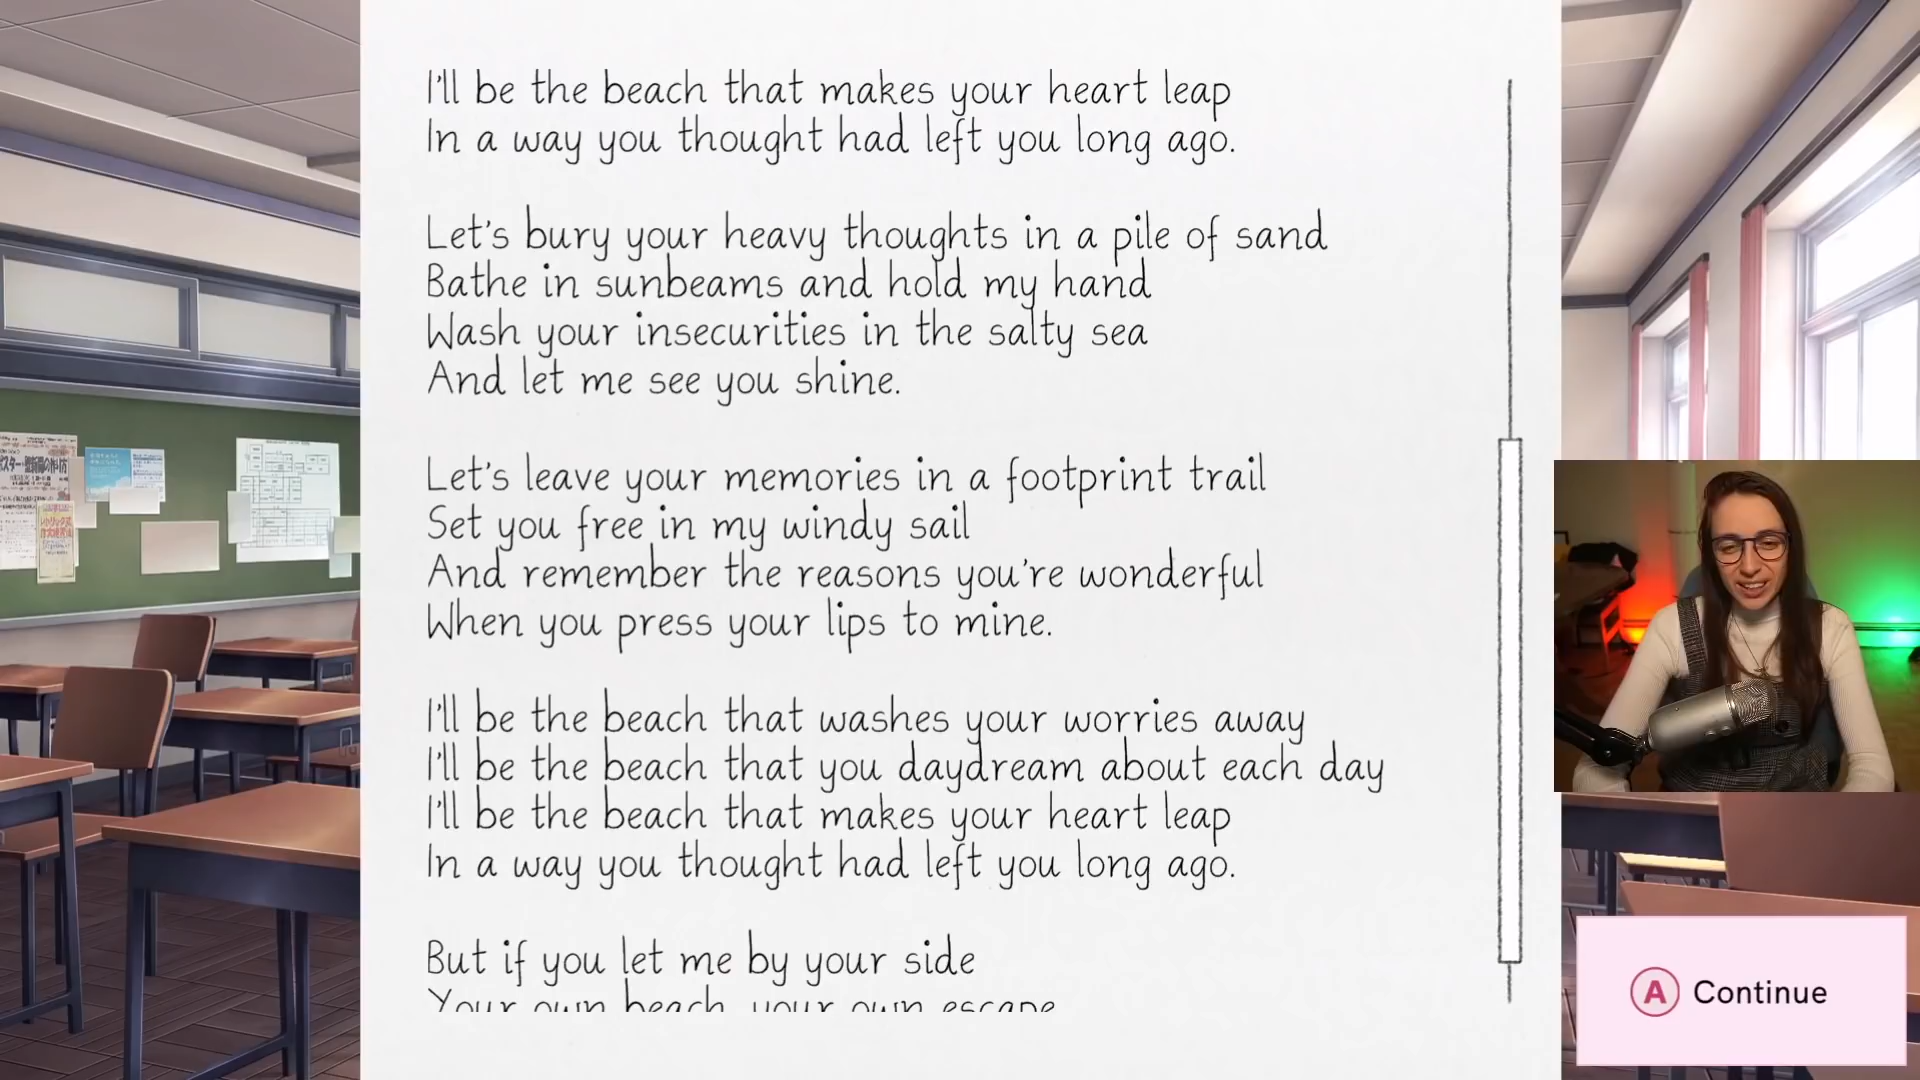 I'll be the beach that makes your heart leap
In a way you thought had left you long ago.
Let's bury your heavy thoughts in a pile of sand
Bathe in sunbeams and hold my hand
Wash your insecurities in the salty sea
And let me see you shine.
Let's leave your memories in a footprint trail
Set you free in my windy sail
And remember the reasons you're wonderful
When you press your lips to mine.
I'll be the beach that washes your worries away
I'll be the beach that you daydream about each day
I'll be the beach that makes your heart leap
In a way you thought had left you long ago.
But if you let me by your side
Your own beach, your own escape
A Continue